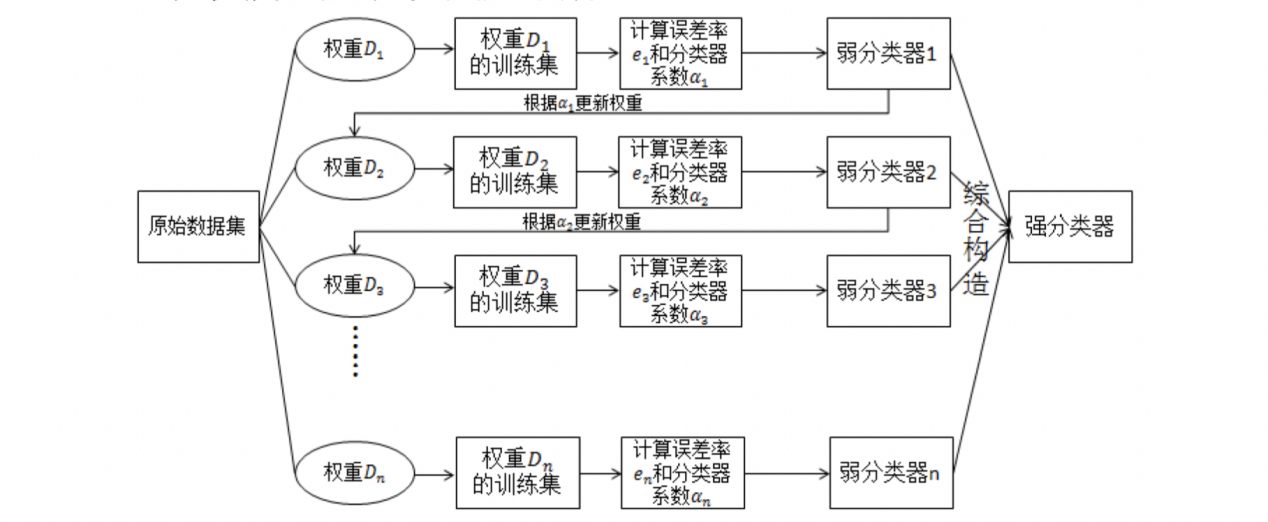 权重D₁
权重D₁
的训练集
计算误差率
e₁和分类器
系数α₁
弱分类器1
根据α₁更新权重
权重D₂
权重D₂
的训练集
计算误差率
e₂和分类器
系数α₂
弱分类器2
根据α₂更新权重
原始数据集
权重D₃
权重D₃
的训练集
计算误差率
e₃和分类器
系数α₃
弱分类器3
综合构造
强分类器
权重Dₙ
权重Dₙ
的训练集
计算误差率
eₙ和分类器
系数αₙ
弱分类器n